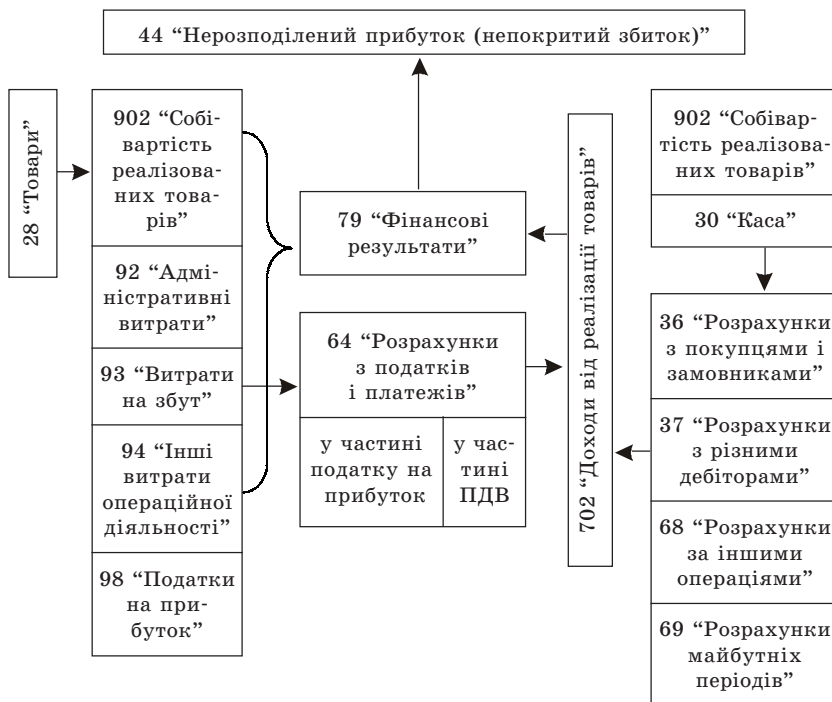 44 “Нерозподілений прибуток (непокритий збиток)”
28 “Товари”
902 “Собі-
вартість
реалізова-
них това-
рів”
92 “Адмі-
ністративні
витрати”
93 “Витрати
на збут”
94 “Інші
витрати
операційної
діяльності”
98 “Податки
на при-
буток”
79 “Фінансові
результати”
64 “Розрахунки
з податків
і платежів”
у частині
податку на
прибуток
у час-
тині
ПДВ
702 “Доходи від реалізації товарів”
902 “Собівар-
тість реалізова-
них товарів”
30 “Каса”
36 “Розрахунки
з покупцями і
замовниками”
37 “Розрахунки
з різними
дебіторами”
68 “Розрахунки
за іншими
операціями”
69 “Розрахунки
майбутніх
періодів”